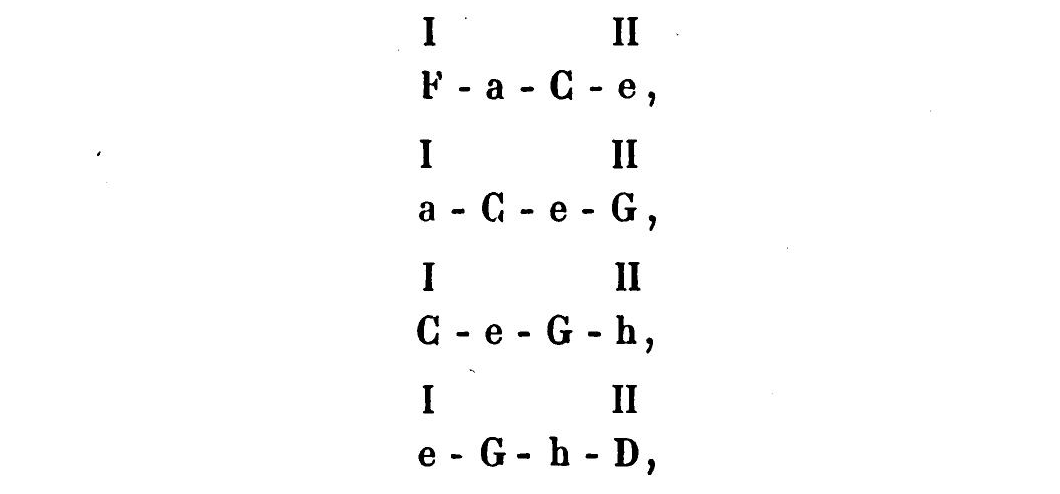 I II
F - a - C - e,
I II
a - C - e - G,
I II
C - e - G - h,
I II
e - G - h - D,